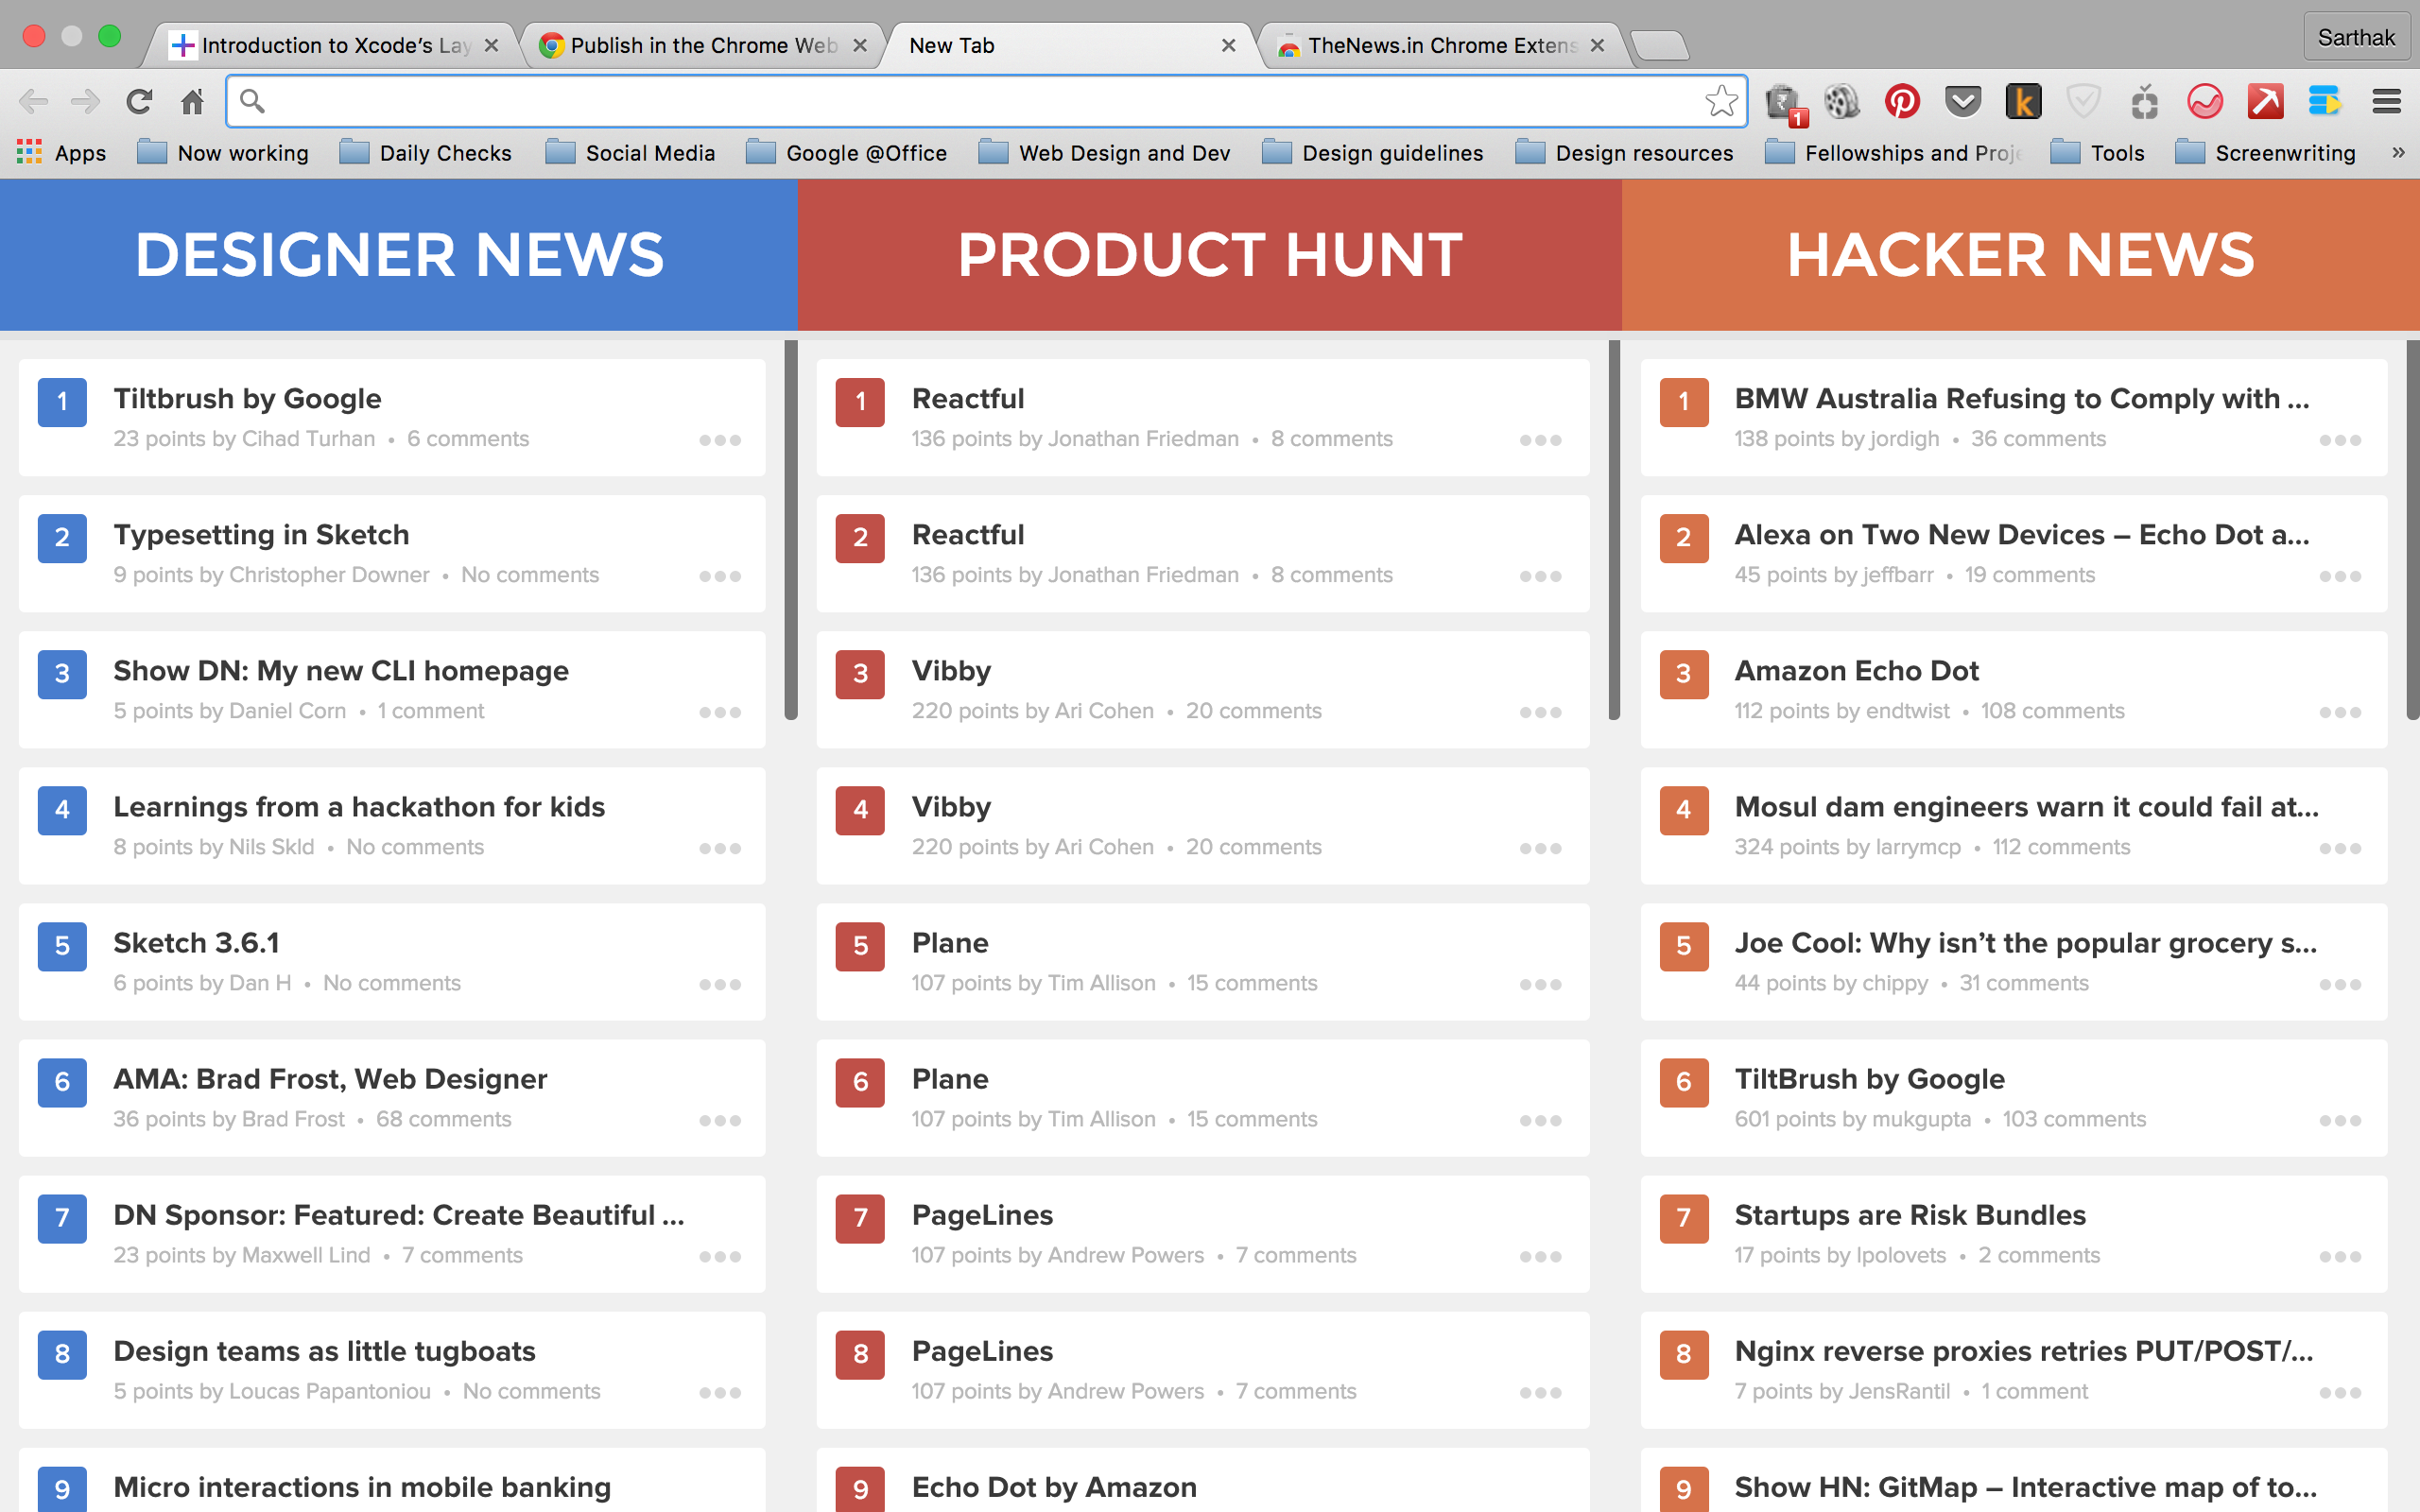 Introduction to Xcode's Lay
Publish in the Chrome Web
New Tab
TheNews.in Chrome Extens
Sarthak
1
Apps
Now working
Daily Checks
Social Media
Google @Office
Web Design and Dev
Design guidelines
Design resources
Fellowships and Proje
Tools
Screenwriting
»
DESIGNER NEWS
1
Tiltbrush by Google
23 points by Cihad Turhan • 6 comments
2
Typesetting in Sketch
9 points by Christopher Downer • No comments
3
Show DN: My new CLI homepage
5 points by Daniel Corn • 1 comment
4
Learnings from a hackathon for kids
8 points by Nils Skld • No comments
5
Sketch 3.6.1
6 points by Dan H • No comments
6
AMA: Brad Frost, Web Designer
36 points by Brad Frost • 68 comments
7
DN Sponsor: Featured: Create Beautiful ...
23 points by Maxwell Lind • 7 comments
8
Design teams as little tugboats
5 points by Loucas Papantoniou • No comments
9
Micro interactions in mobile banking
PRODUCT HUNT
1
Reactful
136 points by Jonathan Friedman • 8 comments
2
Reactful
136 points by Jonathan Friedman • 8 comments
3
Vibby
220 points by Ari Cohen • 20 comments
4
Vibby
220 points by Ari Cohen • 20 comments
5
Plane
107 points by Tim Allison • 15 comments
6
Plane
107 points by Tim Allison • 15 comments
7
PageLines
107 points by Andrew Powers • 7 comments
8
PageLines
107 points by Andrew Powers • 7 comments
9
Echo Dot by Amazon
HACKER NEWS
1
BMW Australia Refusing to Comply with ...
138 points by jordigh • 36 comments
2
Alexa on Two New Devices – Echo Dot a...
45 points by jeffbarr • 19 comments
3
Amazon Echo Dot
112 points by endtwist • 108 comments
4
Mosul dam engineers warn it could fail at...
324 points by larrymcp • 112 comments
5
Joe Cool: Why isn't the popular grocery s...
44 points by chippy • 31 comments
6
TiltBrush by Google
601 points by mukgupta • 103 comments
7
Startups are Risk Bundles
17 points by lpolovets • 2 comments
8
Nginx reverse proxies retries PUT/POST/...
7 points by JensRantil • 1 comment
9
Show HN: GitMap – Interactive map of to...